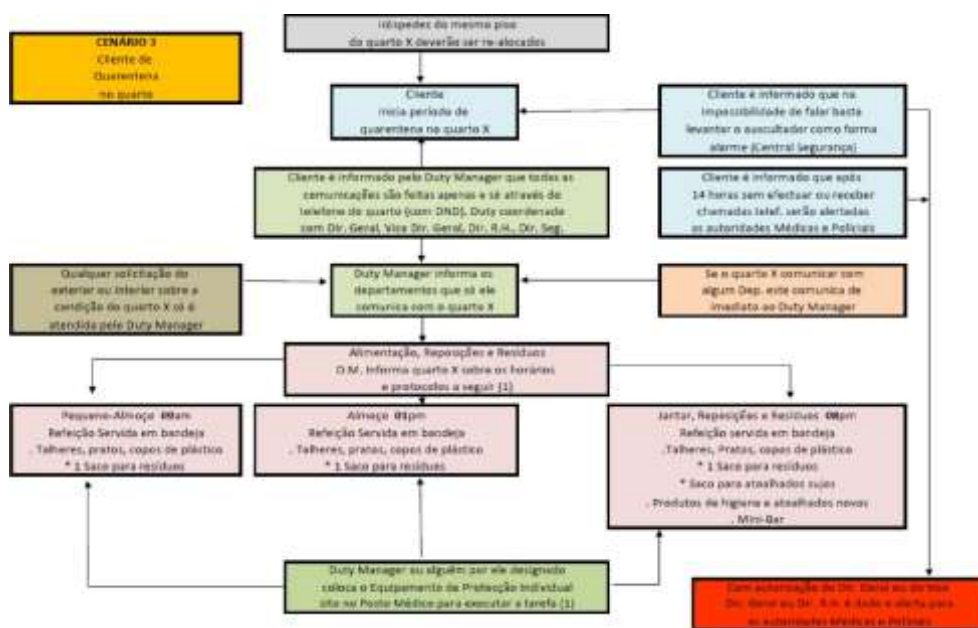 Hóspedes do mesmo piso
do quarto X deverão ser re-alocados
CENÁRIO 3
Cliente de
Quarentena
no quarto
Cliente
inicia período de
quarentena no quarto X
Cliente é informado que na
impossibilidade de falar basta
levantar o auscultador como forma
alarme (Central Segurança)
Cliente é informado pelo Duty Manager que todas as
comunicações são feitas apenas e só através do
telefone do quarto (com DND). Duty coordenada
com Dir. Geral, Vice Dir. Geral, Dir. R.H., Dir. Seg.
Cliente é informado que após
14 horas sem efectuar ou receber
chamadas telef. serão alertadas
as autoridades Médicas e Policiais
Qualquer solicitação do
exterior ou interior sobre a
condição do quarto X só é
atendida pelo Duty Manager
Duty Manager informa os
departamentos que só ele
comunica com o quarto X
Se o quarto X comunicar com
algum Dep. este comunica de
imediato ao Duty Manager
Alimentação, Reposições e Resíduos
D.M. Informa quarto X sobre os horários
e protocolos a seguir (1)
Pequeno-Almoço 09am
Refeição Servida em bandeja
. Talheres, pratos, copos de plástico
* 1 Saco para resíduos
Almoço 01pm
Refeição Servida em bandeja
. Talheres, pratos, copos de plástico
* 1 Saco para resíduos
Jantar, Reposições e Resíduos 08pm
Refeição servida em bandeja
.Talheres, Pratos, copos de plástico
* 1 Saco para resíduos
* Saco para atoalhados sujos
. Produtos de higiene e atoalhados novos
. Mini-Bar
Duty Manager ou alguém por ele designado
coloca o Equipamento de Protecção Individual
sito no Posto Médico para executar a tarefa (1)
Com autorização do Dir. Geral ou do Vice
Dir. Geral ou Dir. R.H. é dado o alerta para
as autoridades Médicas e Policiais